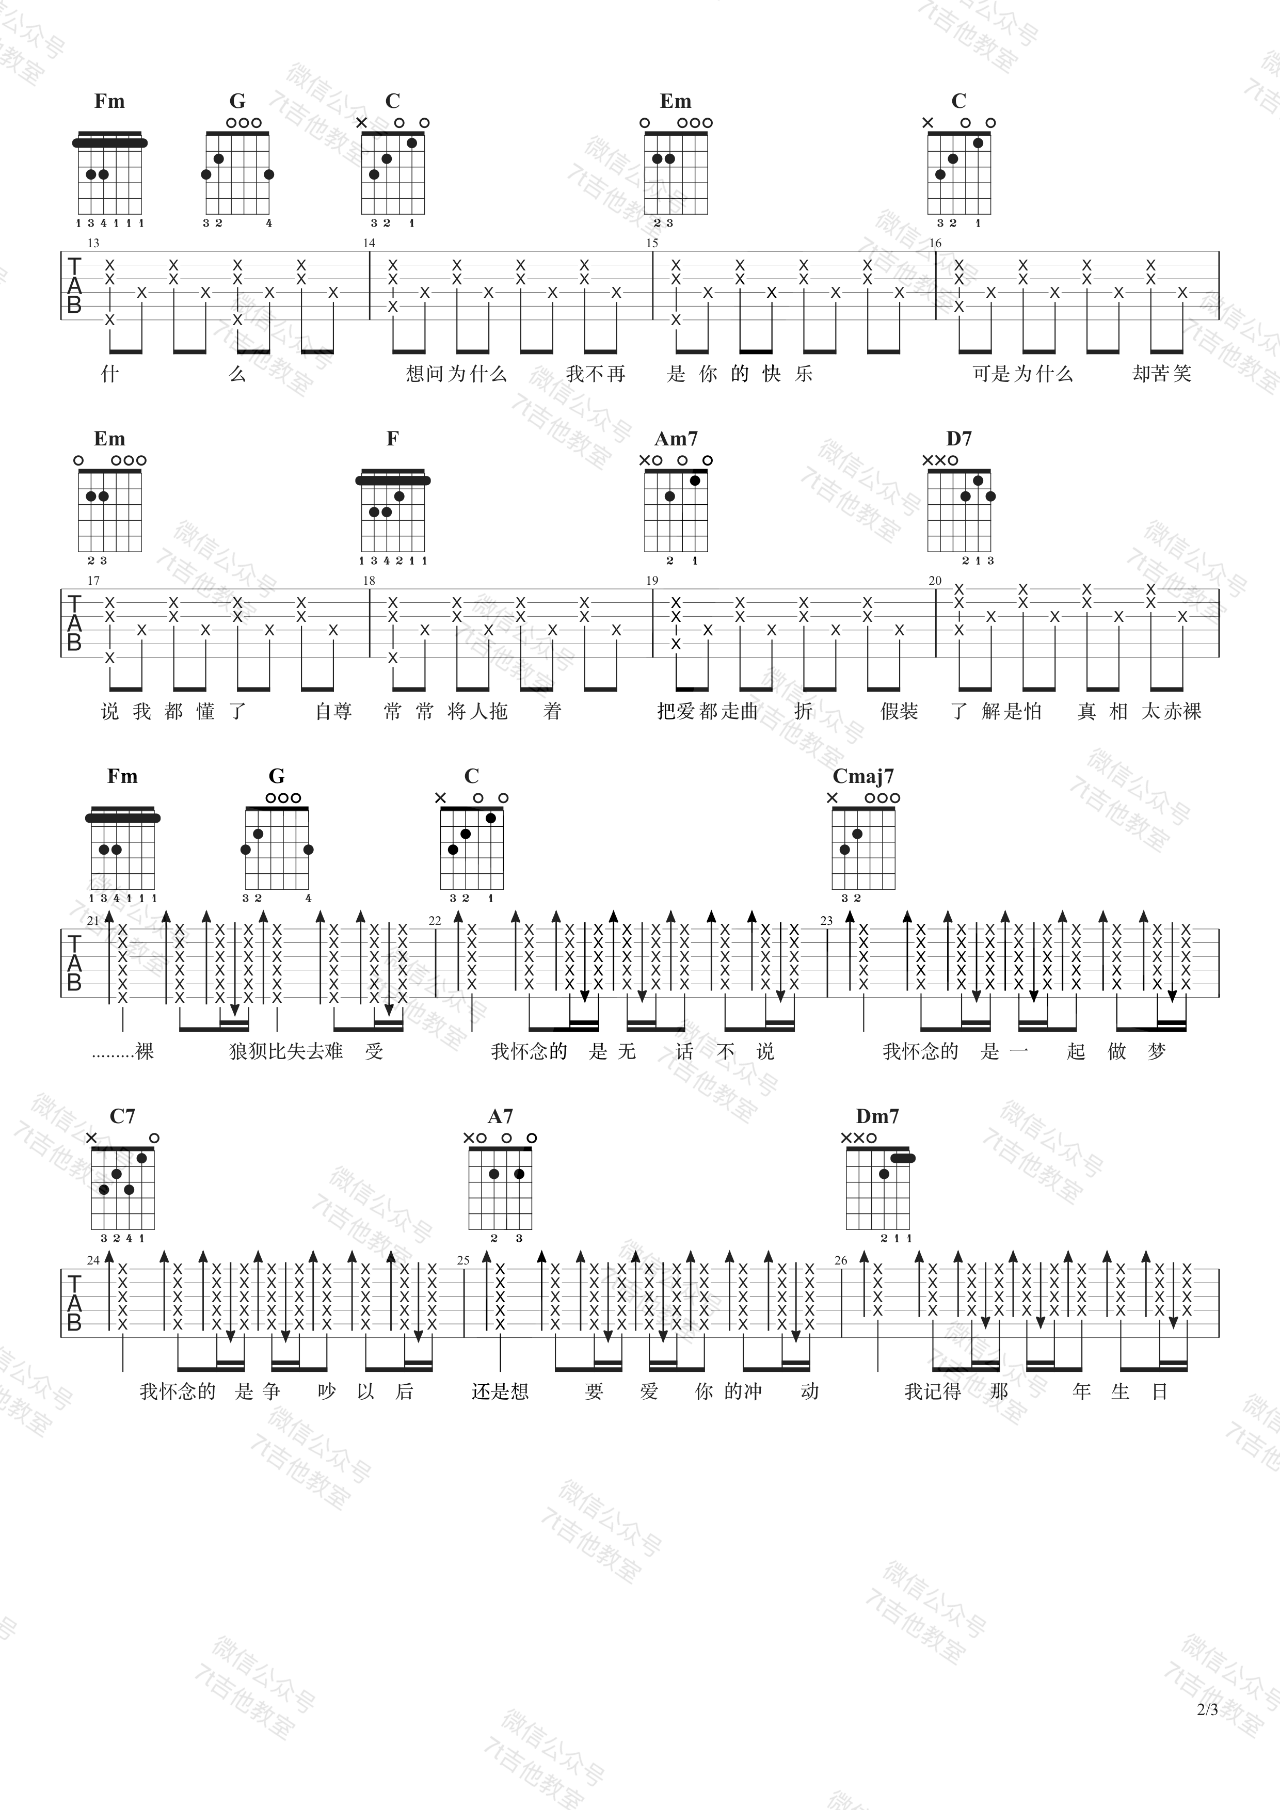 Fm G C Em C
1 3 4 1 1 1 3 2 4 3 2 1 2 3 3 2 1
13 14 15 16
TAB
什 么 想问为什么 我不再 是 你 的 快 乐 可是为什么 却苦笑
Em F Am7 D7
2 3 1 3 4 2 1 1 2 1 2 1 3
17 18 19 20
TAB
说 我 都 懂 了 自尊 常 常 将人拖 着 把爱都走曲 折 假装 了 解是怕 真 相 太赤裸
Fm G C Cmaj7
1 3 4 1 1 1 3 2 4 3 2 1 3 2
21 22 23
TAB
.........裸 狼狈比失去难 受 我怀念的 是 无 话 不 说 我怀念的 是 一 起 做 梦
C7 A7 Dm7
3 2 4 1 2 3 2 1 1
24 25 26
TAB
我怀念的 是 争 吵 以 后 还是想 要 爱 你 的冲 动 我记得 那 年 生 日
2/3
微信公众号
7t吉他教室